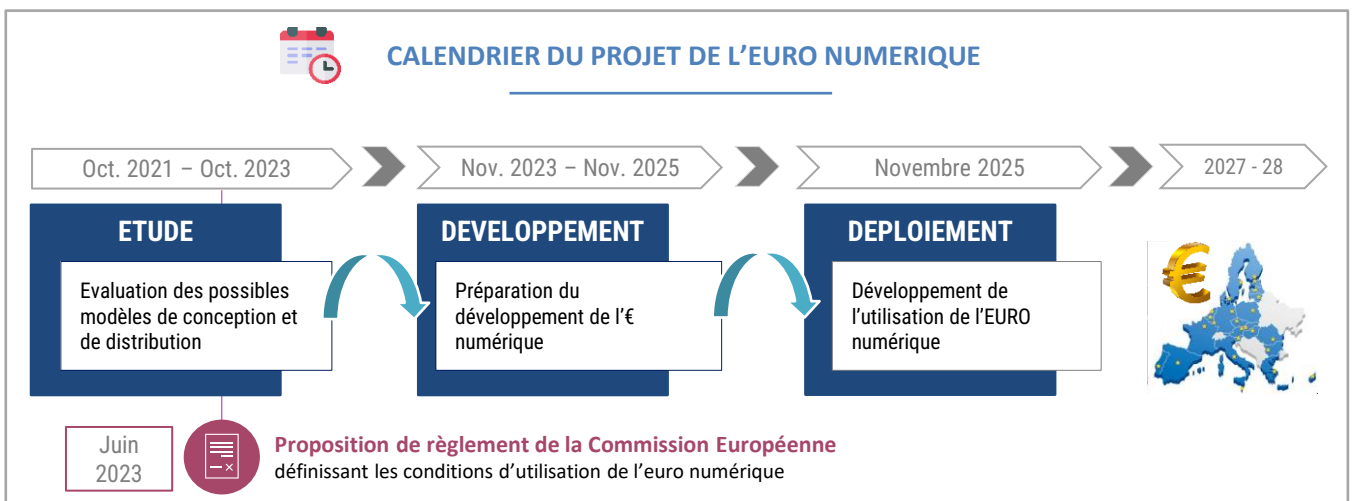 CALENDRIER DU PROJET DE L’EURO NUMERIQUE
Oct. 2021 – Oct. 2023
Nov. 2023 – Nov. 2025
Novembre 2025
2027 - 28
ETUDE
Evaluation des possibles
modèles de conception et
de distribution
DEVELOPPEMENT
Préparation du
développement de l’€
numérique
DEPLOIEMENT
Développement de
l’utilisation de l’EURO
numérique
€
Juin
2023
Proposition de règlement de la Commission Européenne
définissant les conditions d’utilisation de l’euro numérique